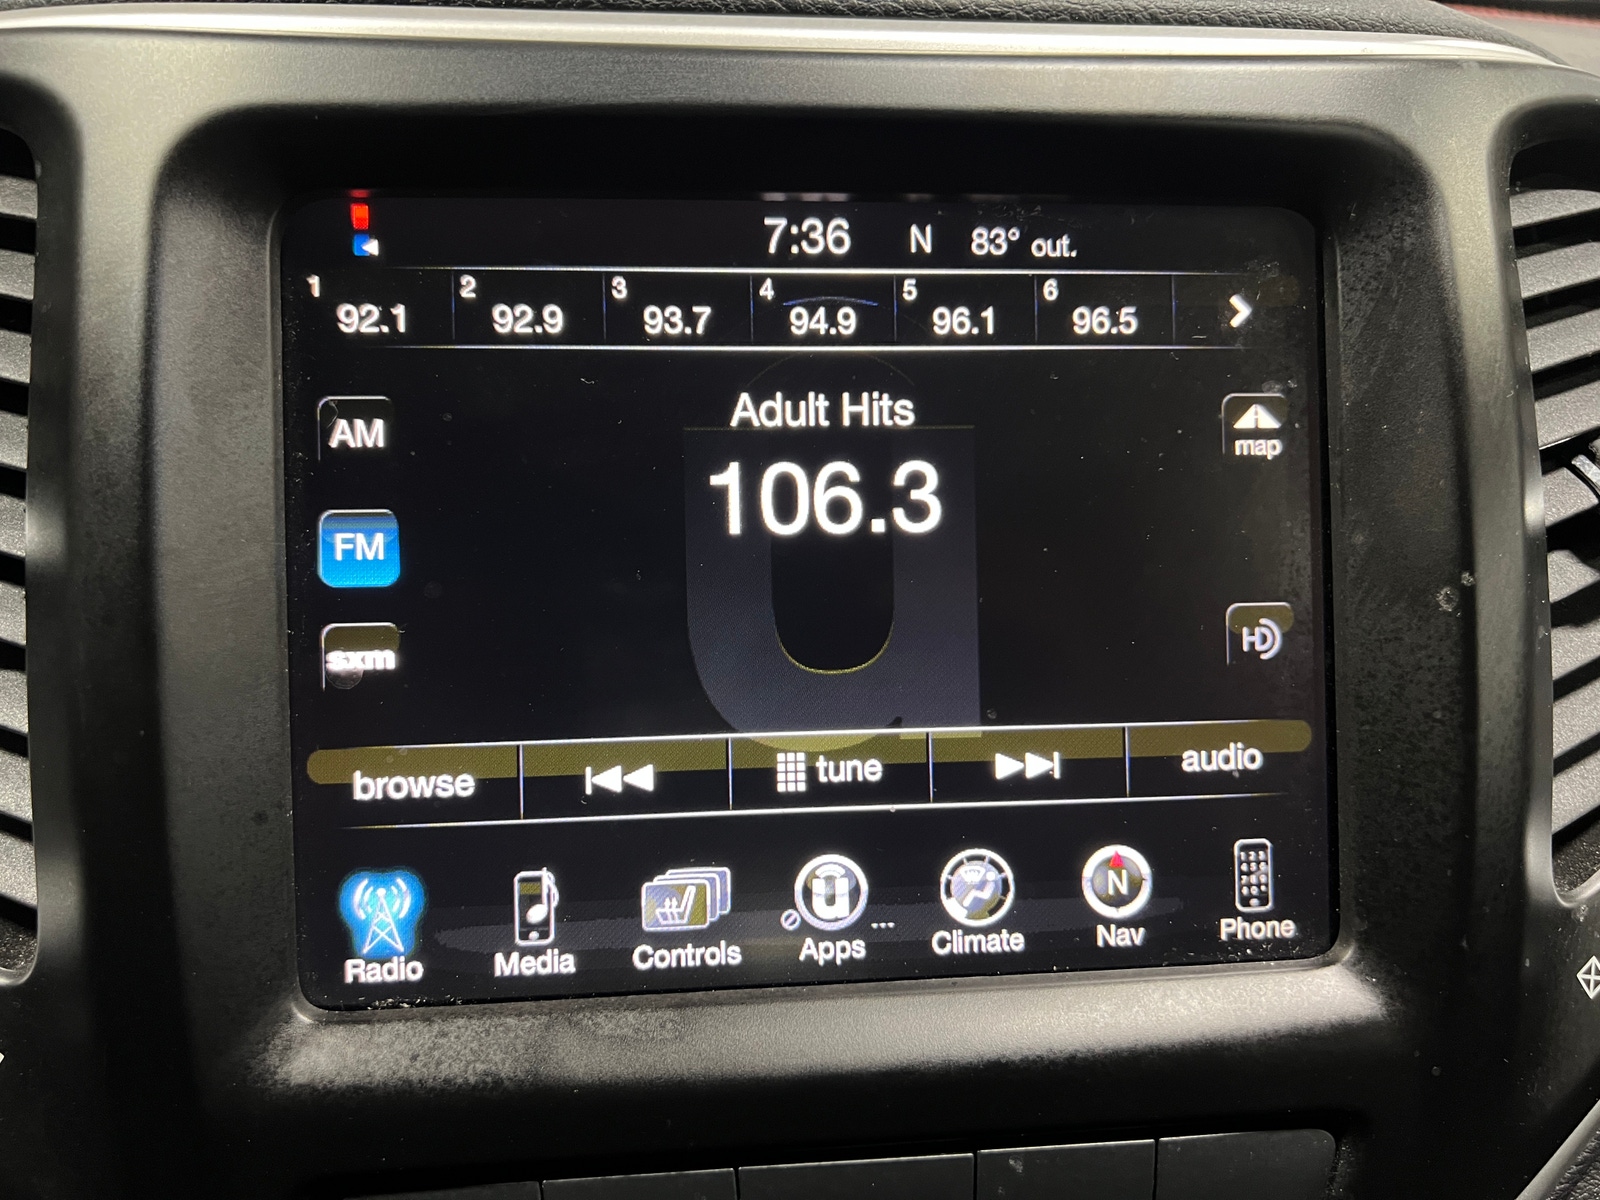 7:36 N 83° out.
1 92.1 2 92.9 3 93.7 4 94.9 5 96.1 6 96.5
Adult Hits
106.3
AM
map
FM
sxm
HD
browse tune audio
N
Radio Media Controls Apps ... Climate Nav Phone